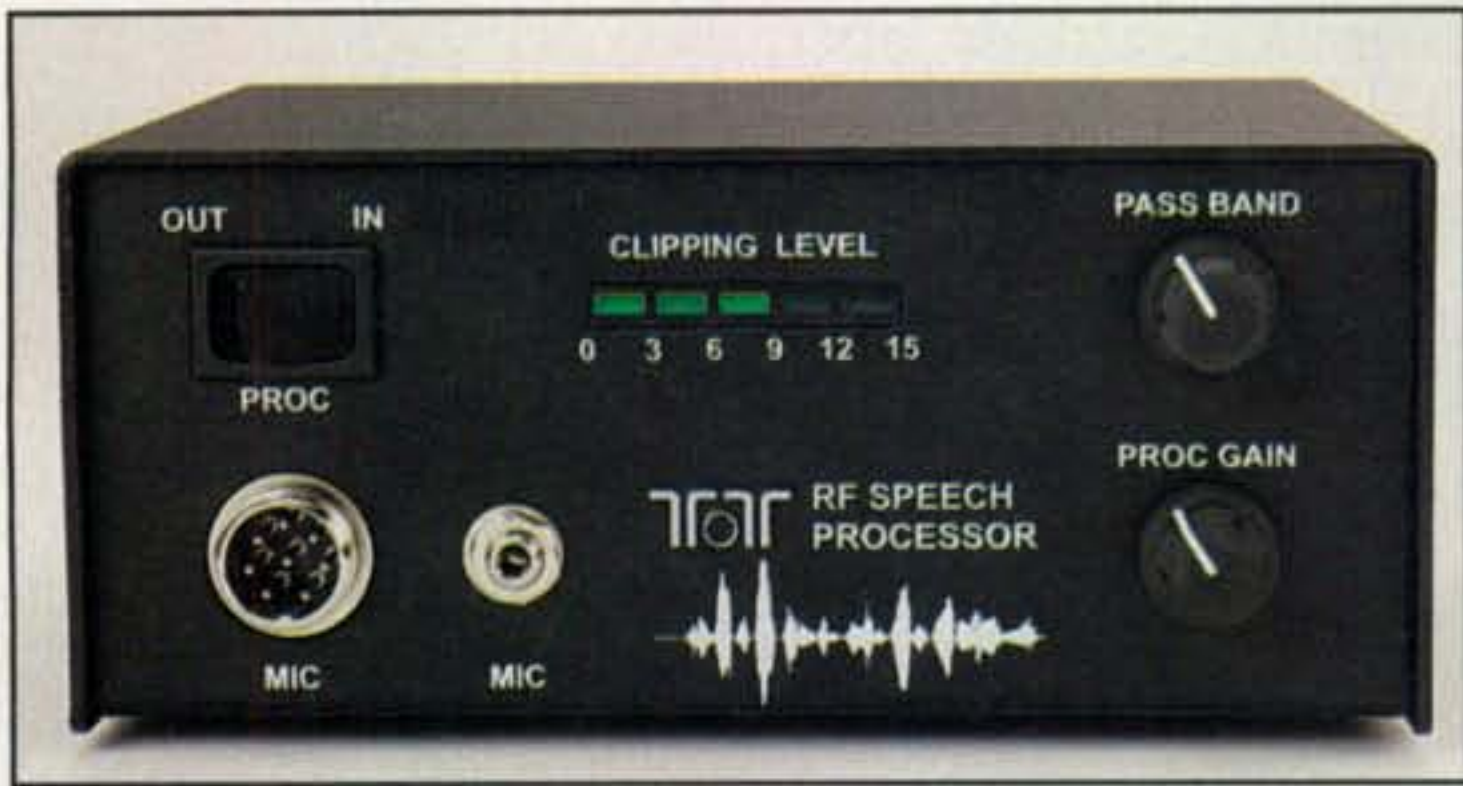 OUT IN
PROC
CLIPPING LEVEL
0 3 6 9 12 15
PASS BAND
PROC GAIN
MIC
MIC
RF SPEECH
PROCESSOR